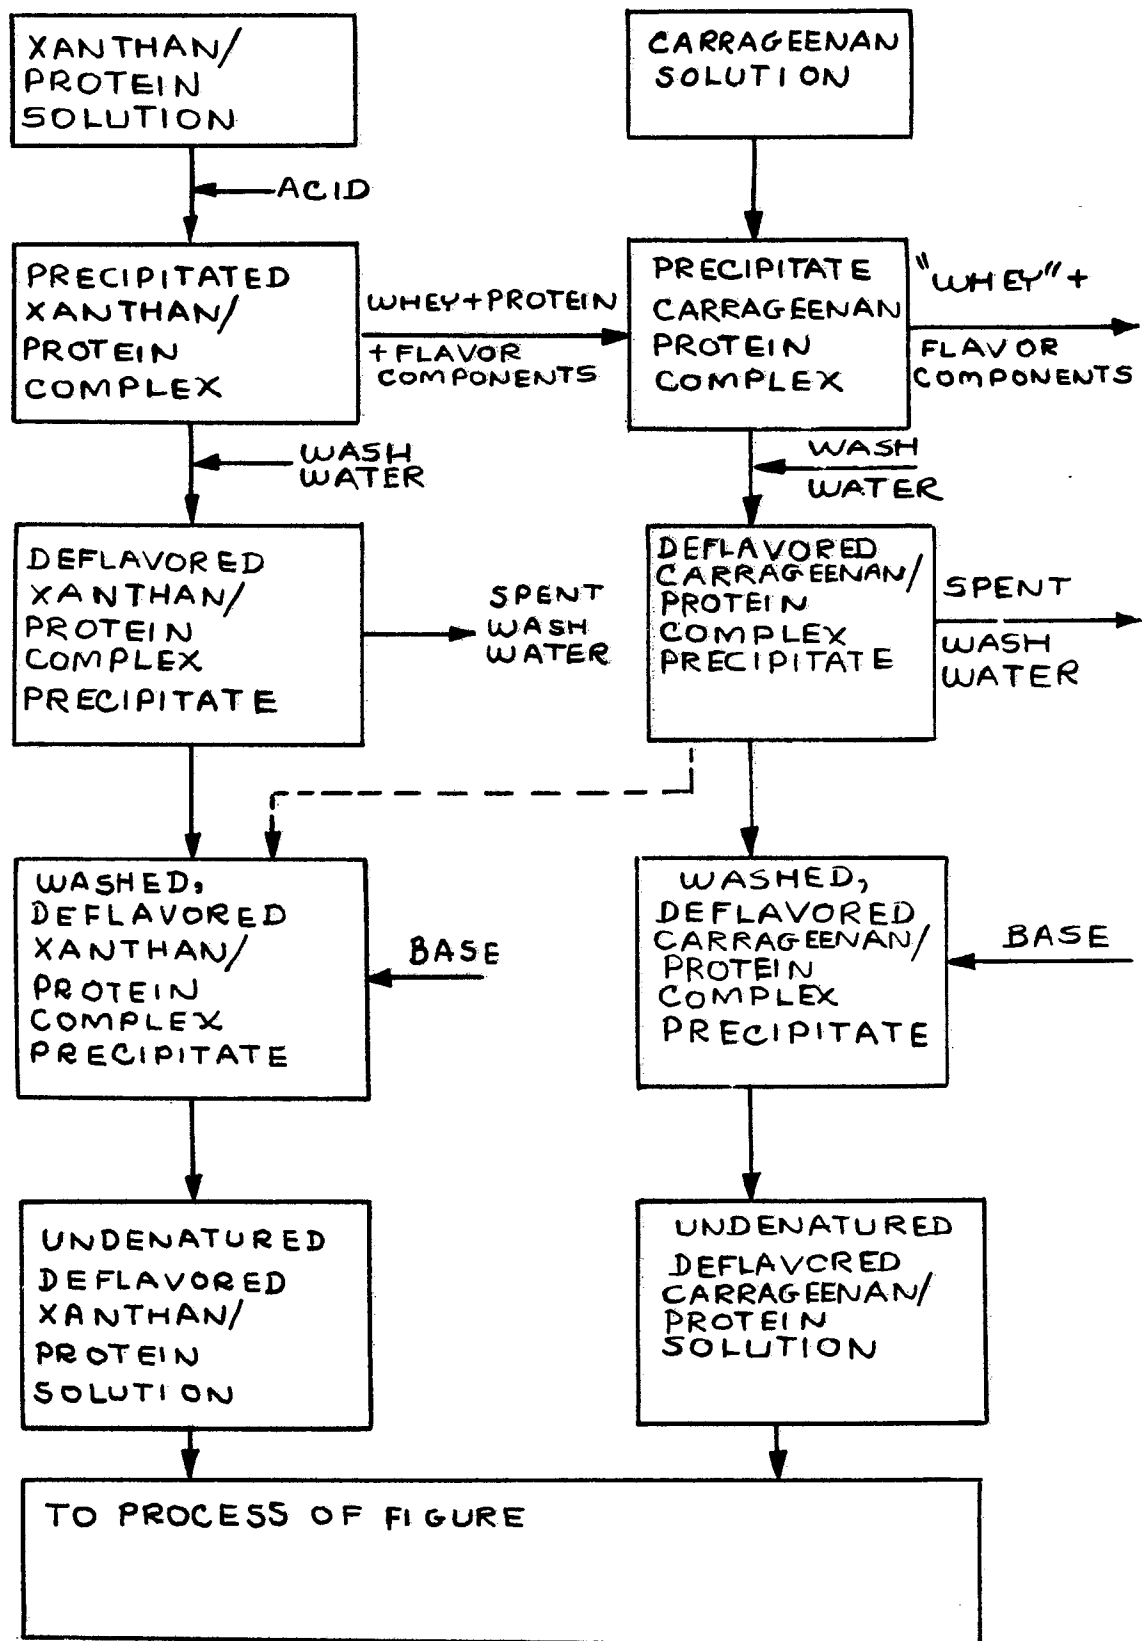 XANTHAN/
PROTEIN
SOLUTION
CARRAGEENAN
SOLUTION
ACID
PRECIPITATED
XANTHAN/
PROTEIN
COMPLEX
WHEY+PROTEIN
+FLAVOR
COMPONENTS
PRECIPITATE
CARRAGEENAN
PROTEIN
COMPLEX
"WHEY"+
FLAVOR
COMPONENTS
WASH
WATER
WASH
WATER
DEFLAVORED
XANTHAN/
PROTEIN
COMPLEX
PRECIPITATE
SPENT
WASH
WATER
DEFLAVORED
CARRAGEENAN/
PROTEIN
COMPLEX
PRECIPITATE
SPENT
WASH
WATER
WASHED,
DEFLAVORED
XANTHAN/
PROTEIN
COMPLEX
PRECIPITATE
BASE
WASHED,
DEFLAVORED
CARRAGEENAN/
PROTEIN
COMPLEX
PRECIPITATE
BASE
UNDENATURED
DEFLAVORED
XANTHAN/
PROTEIN
SOLUTION
UNDENATURED
DEFLAVORED
CARRAGEENAN/
PROTEIN
SOLUTION
TO PROCESS OF FIGURE